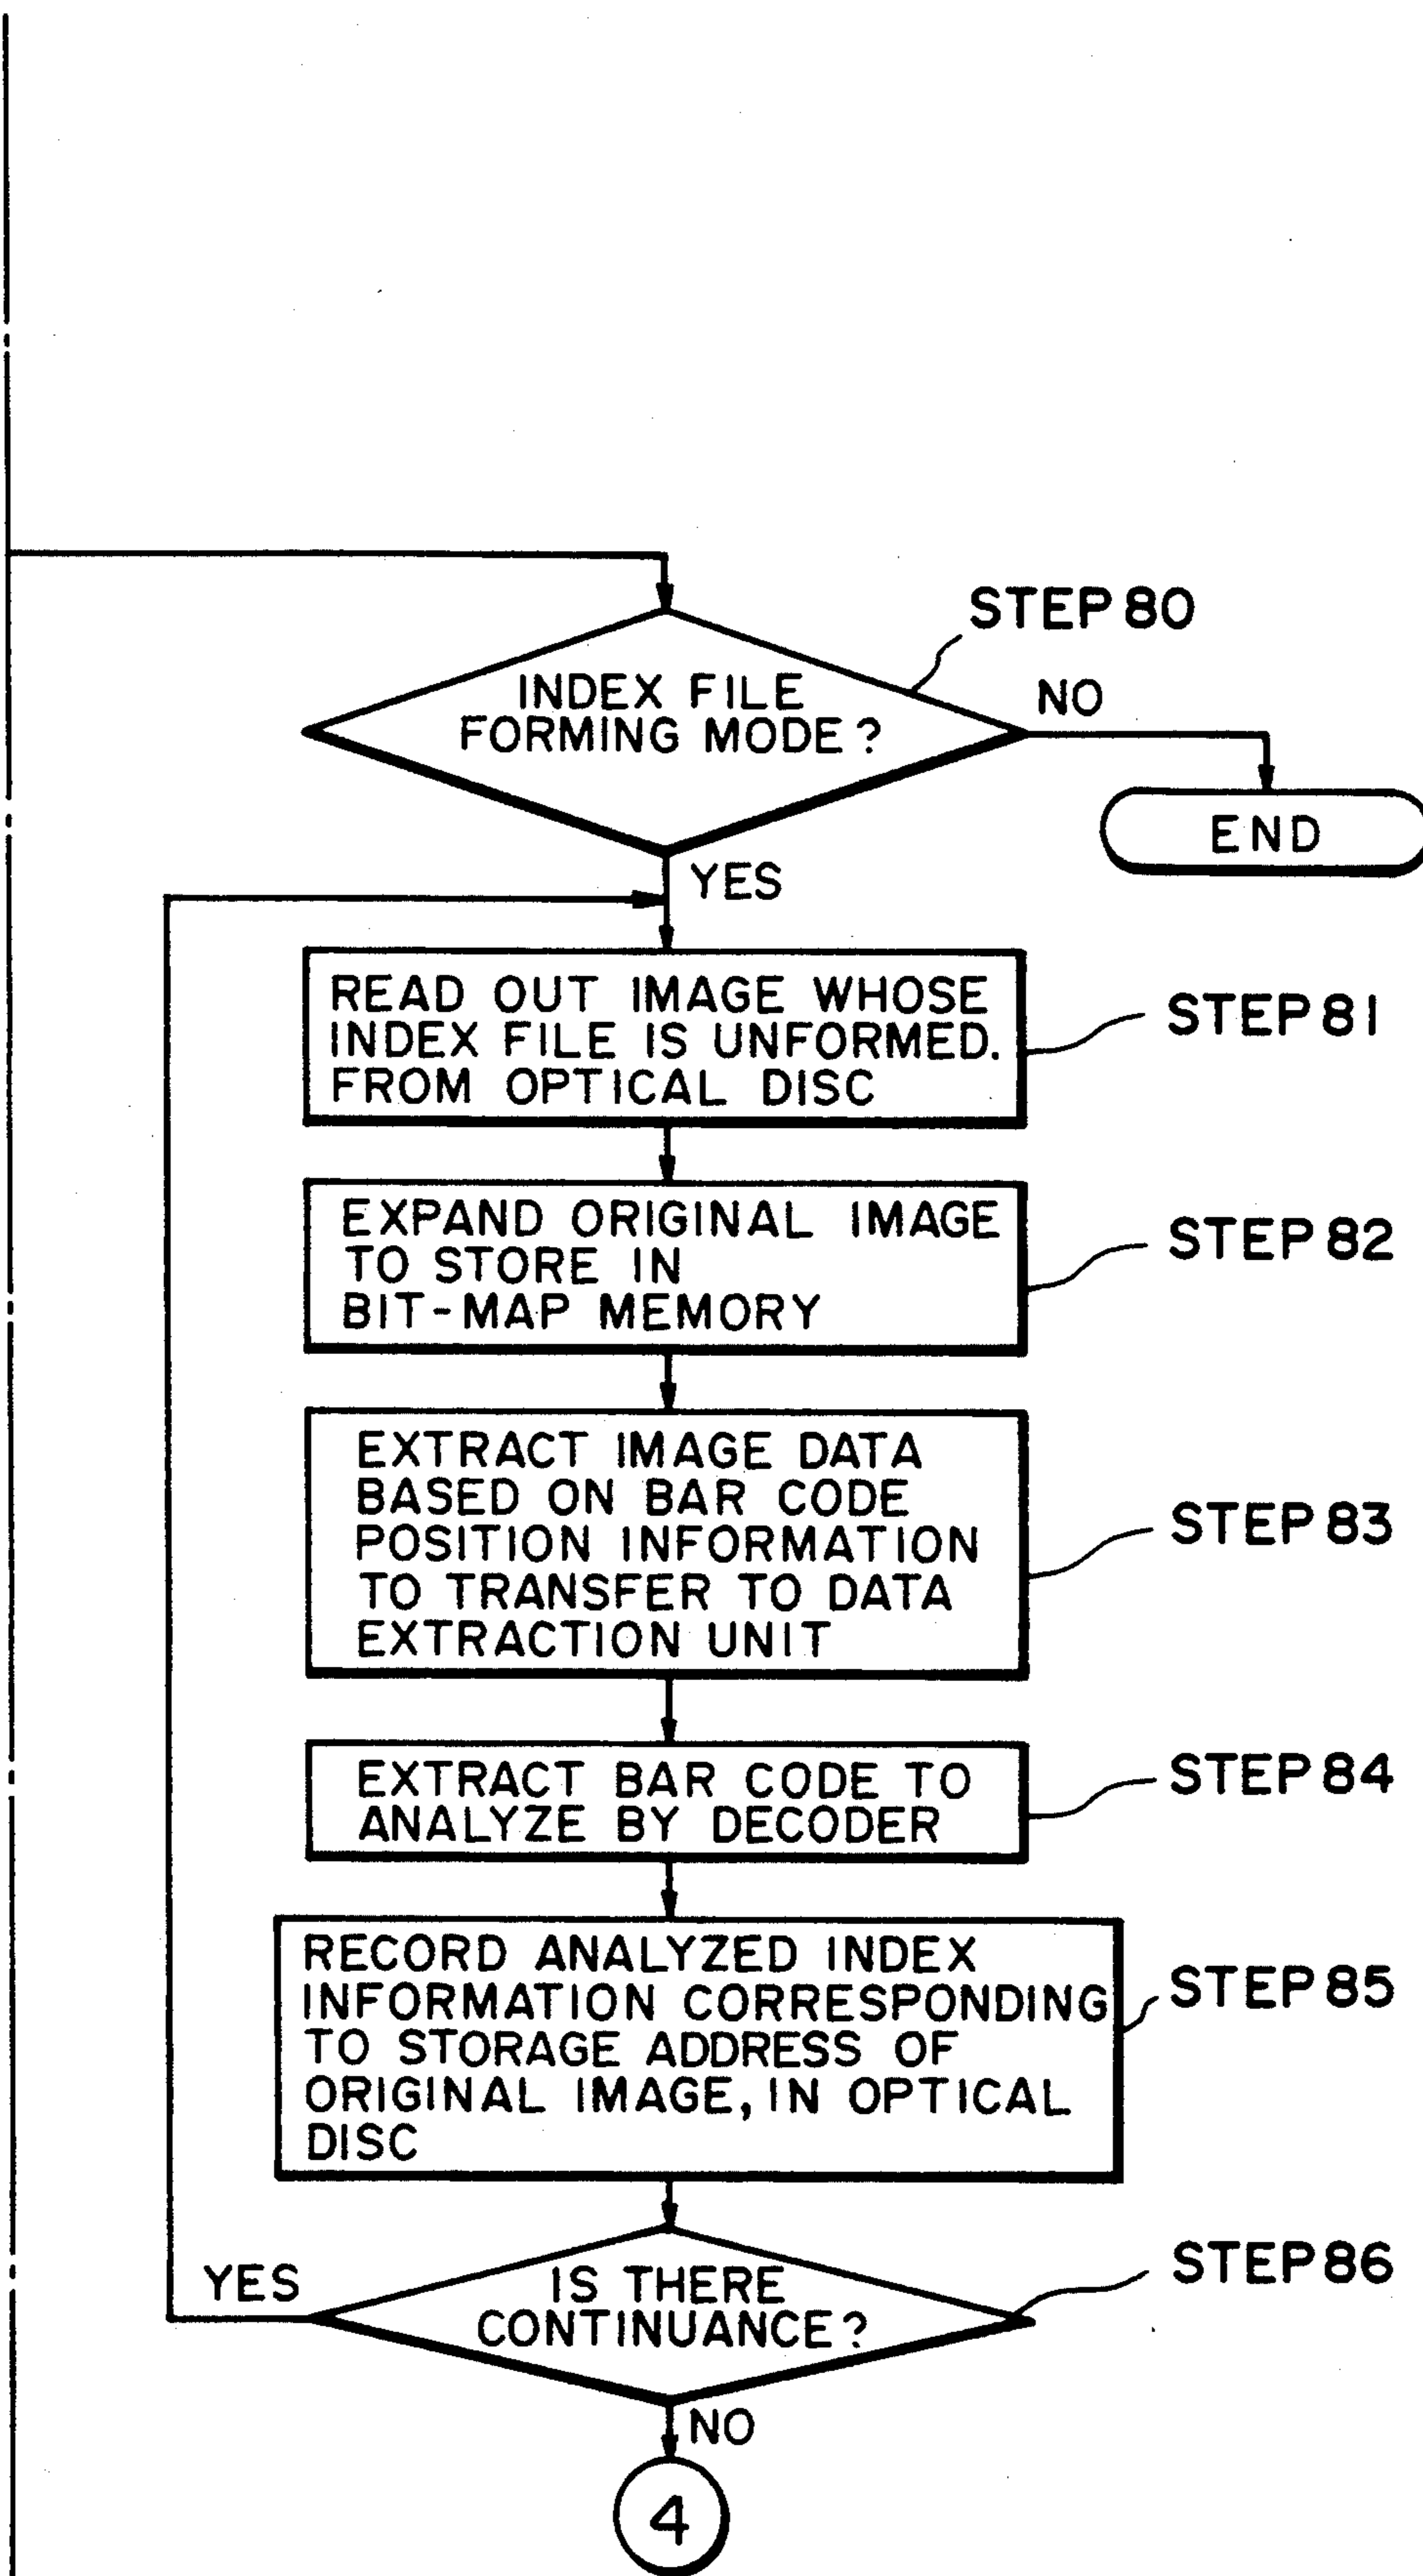 STEP 80
INDEX FILE
FORMING MODE?
NO
END
YES
READ OUT IMAGE WHOSE
INDEX FILE IS UNFORMED.
FROM OPTICAL DISC
STEP 81
EXPAND ORIGINAL IMAGE
TO STORE IN
BIT-MAP MEMORY
STEP 82
EXTRACT IMAGE DATA
BASED ON BAR CODE
POSITION INFORMATION
TO TRANSFER TO DATA
EXTRACTION UNIT
STEP 83
EXTRACT BAR CODE TO
ANALYZE BY DECODER
STEP 84
RECORD ANALYZED INDEX
INFORMATION CORRESPONDING
TO STORAGE ADDRESS OF
ORIGINAL IMAGE, IN OPTICAL
DISC
STEP 85
IS THERE
CONTINUANCE?
STEP 86
YES
NO
4